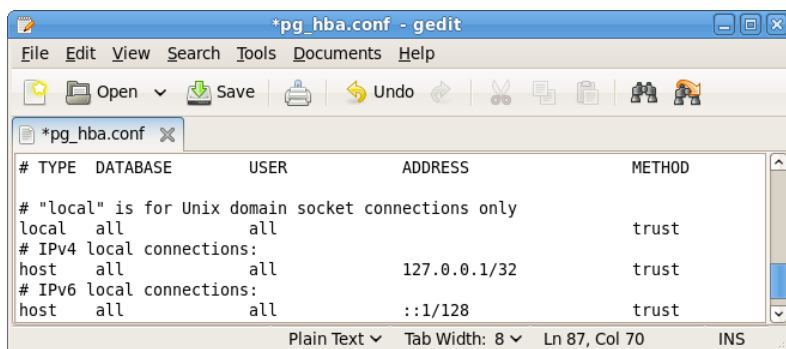 *pg_hba.conf - gedit
File Edit View Search Tools Documents Help
Open Save Undo
*pg_hba.conf
# TYPE DATABASE USER ADDRESS METHOD
# "local" is for Unix domain socket connections only
local all all trust
# IPv4 local connections:
host all all 127.0.0.1/32 trust
# IPv6 local connections:
host all all ::1/128 trust
Plain Text Tab Width: 8 Ln 87, Col 70 INS